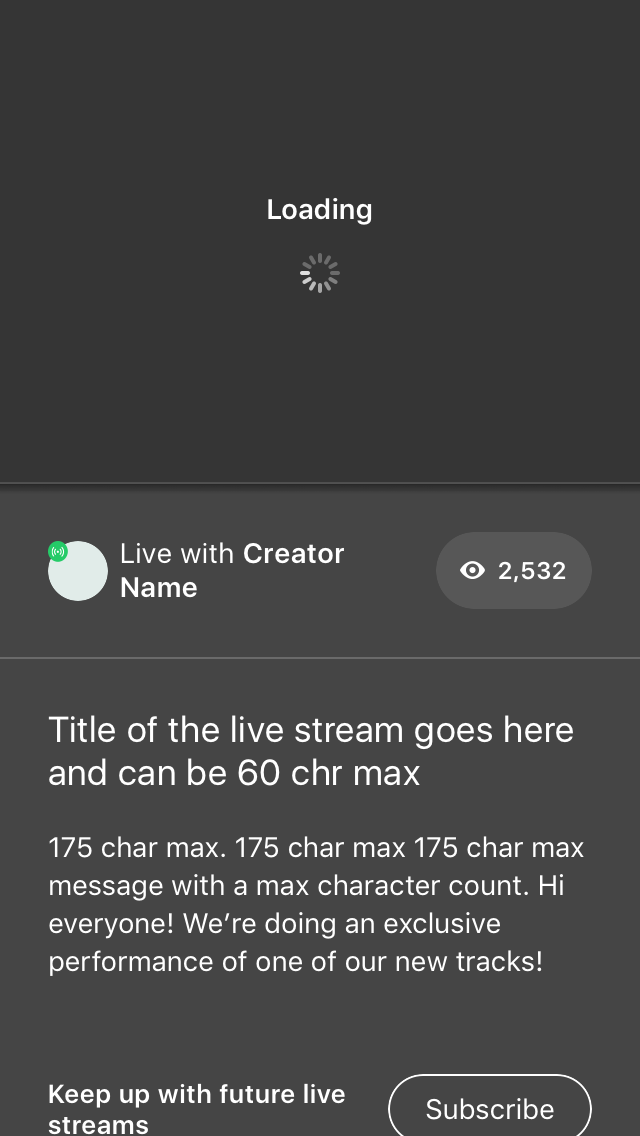 Loading
Live with Creator
Name
2,532
Title of the live stream goes here
and can be 60 chr max
175 char max. 175 char max 175 char max
message with a max character count. Hi
everyone! We’re doing an exclusive
performance of one of our new tracks!
Keep up with future live
streams
Subscribe